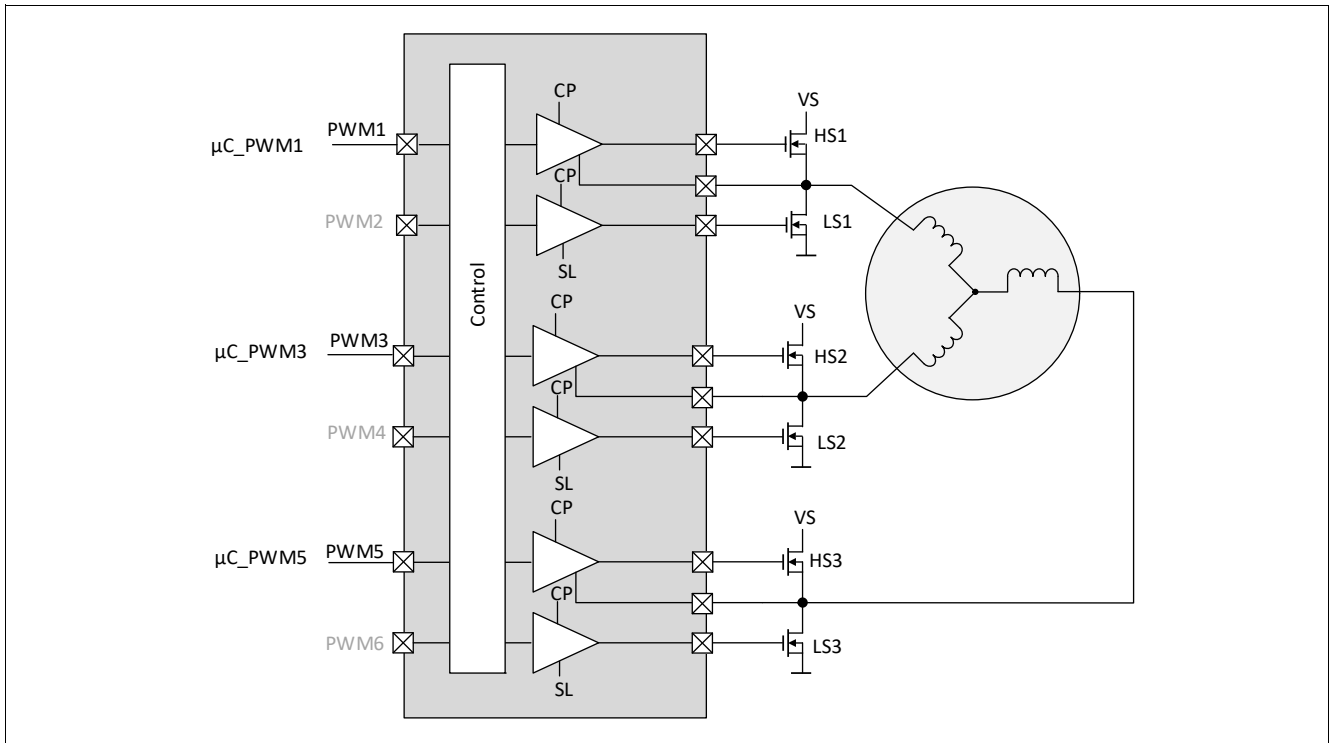 CP
VS
µC_PWM1
PWM1
HS1
CP
PWM2
LS1
SL
Control
CP
VS
µC_PWM3
PWM3
HS2
CP
PWM4
LS2
SL
CP
VS
µC_PWM5
PWM5
HS3
CP
PWM6
LS3
SL